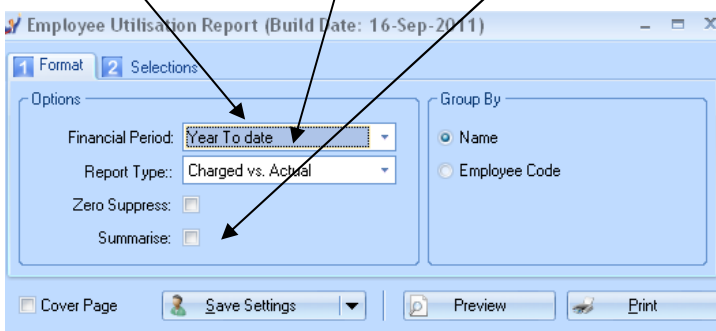 Employee Utilisation Report (Build Date: 16-Sep-2011)
1 Format 2 Selections
Options
Group By
Financial Period: Year To date
Name
Report Type:: Charged vs. Actual
Employee Code
Zero Suppress:
Summarise:
Cover Page Save Settings Preview Print